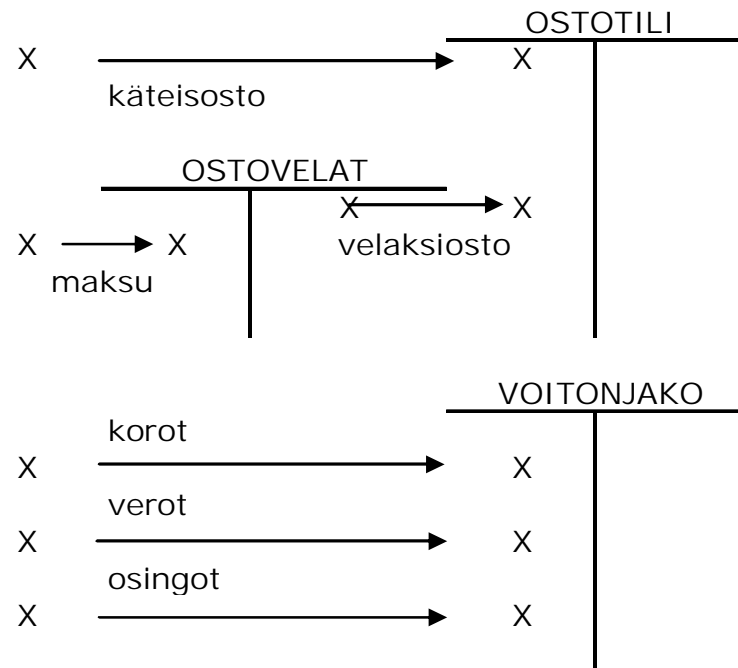 OSTOTILI
X X
käteisosto
OSTOVELAT
X X
X X velaksiosto
maksu
VOITONJAKO
korot
X X
verot
X X
osingot
X X